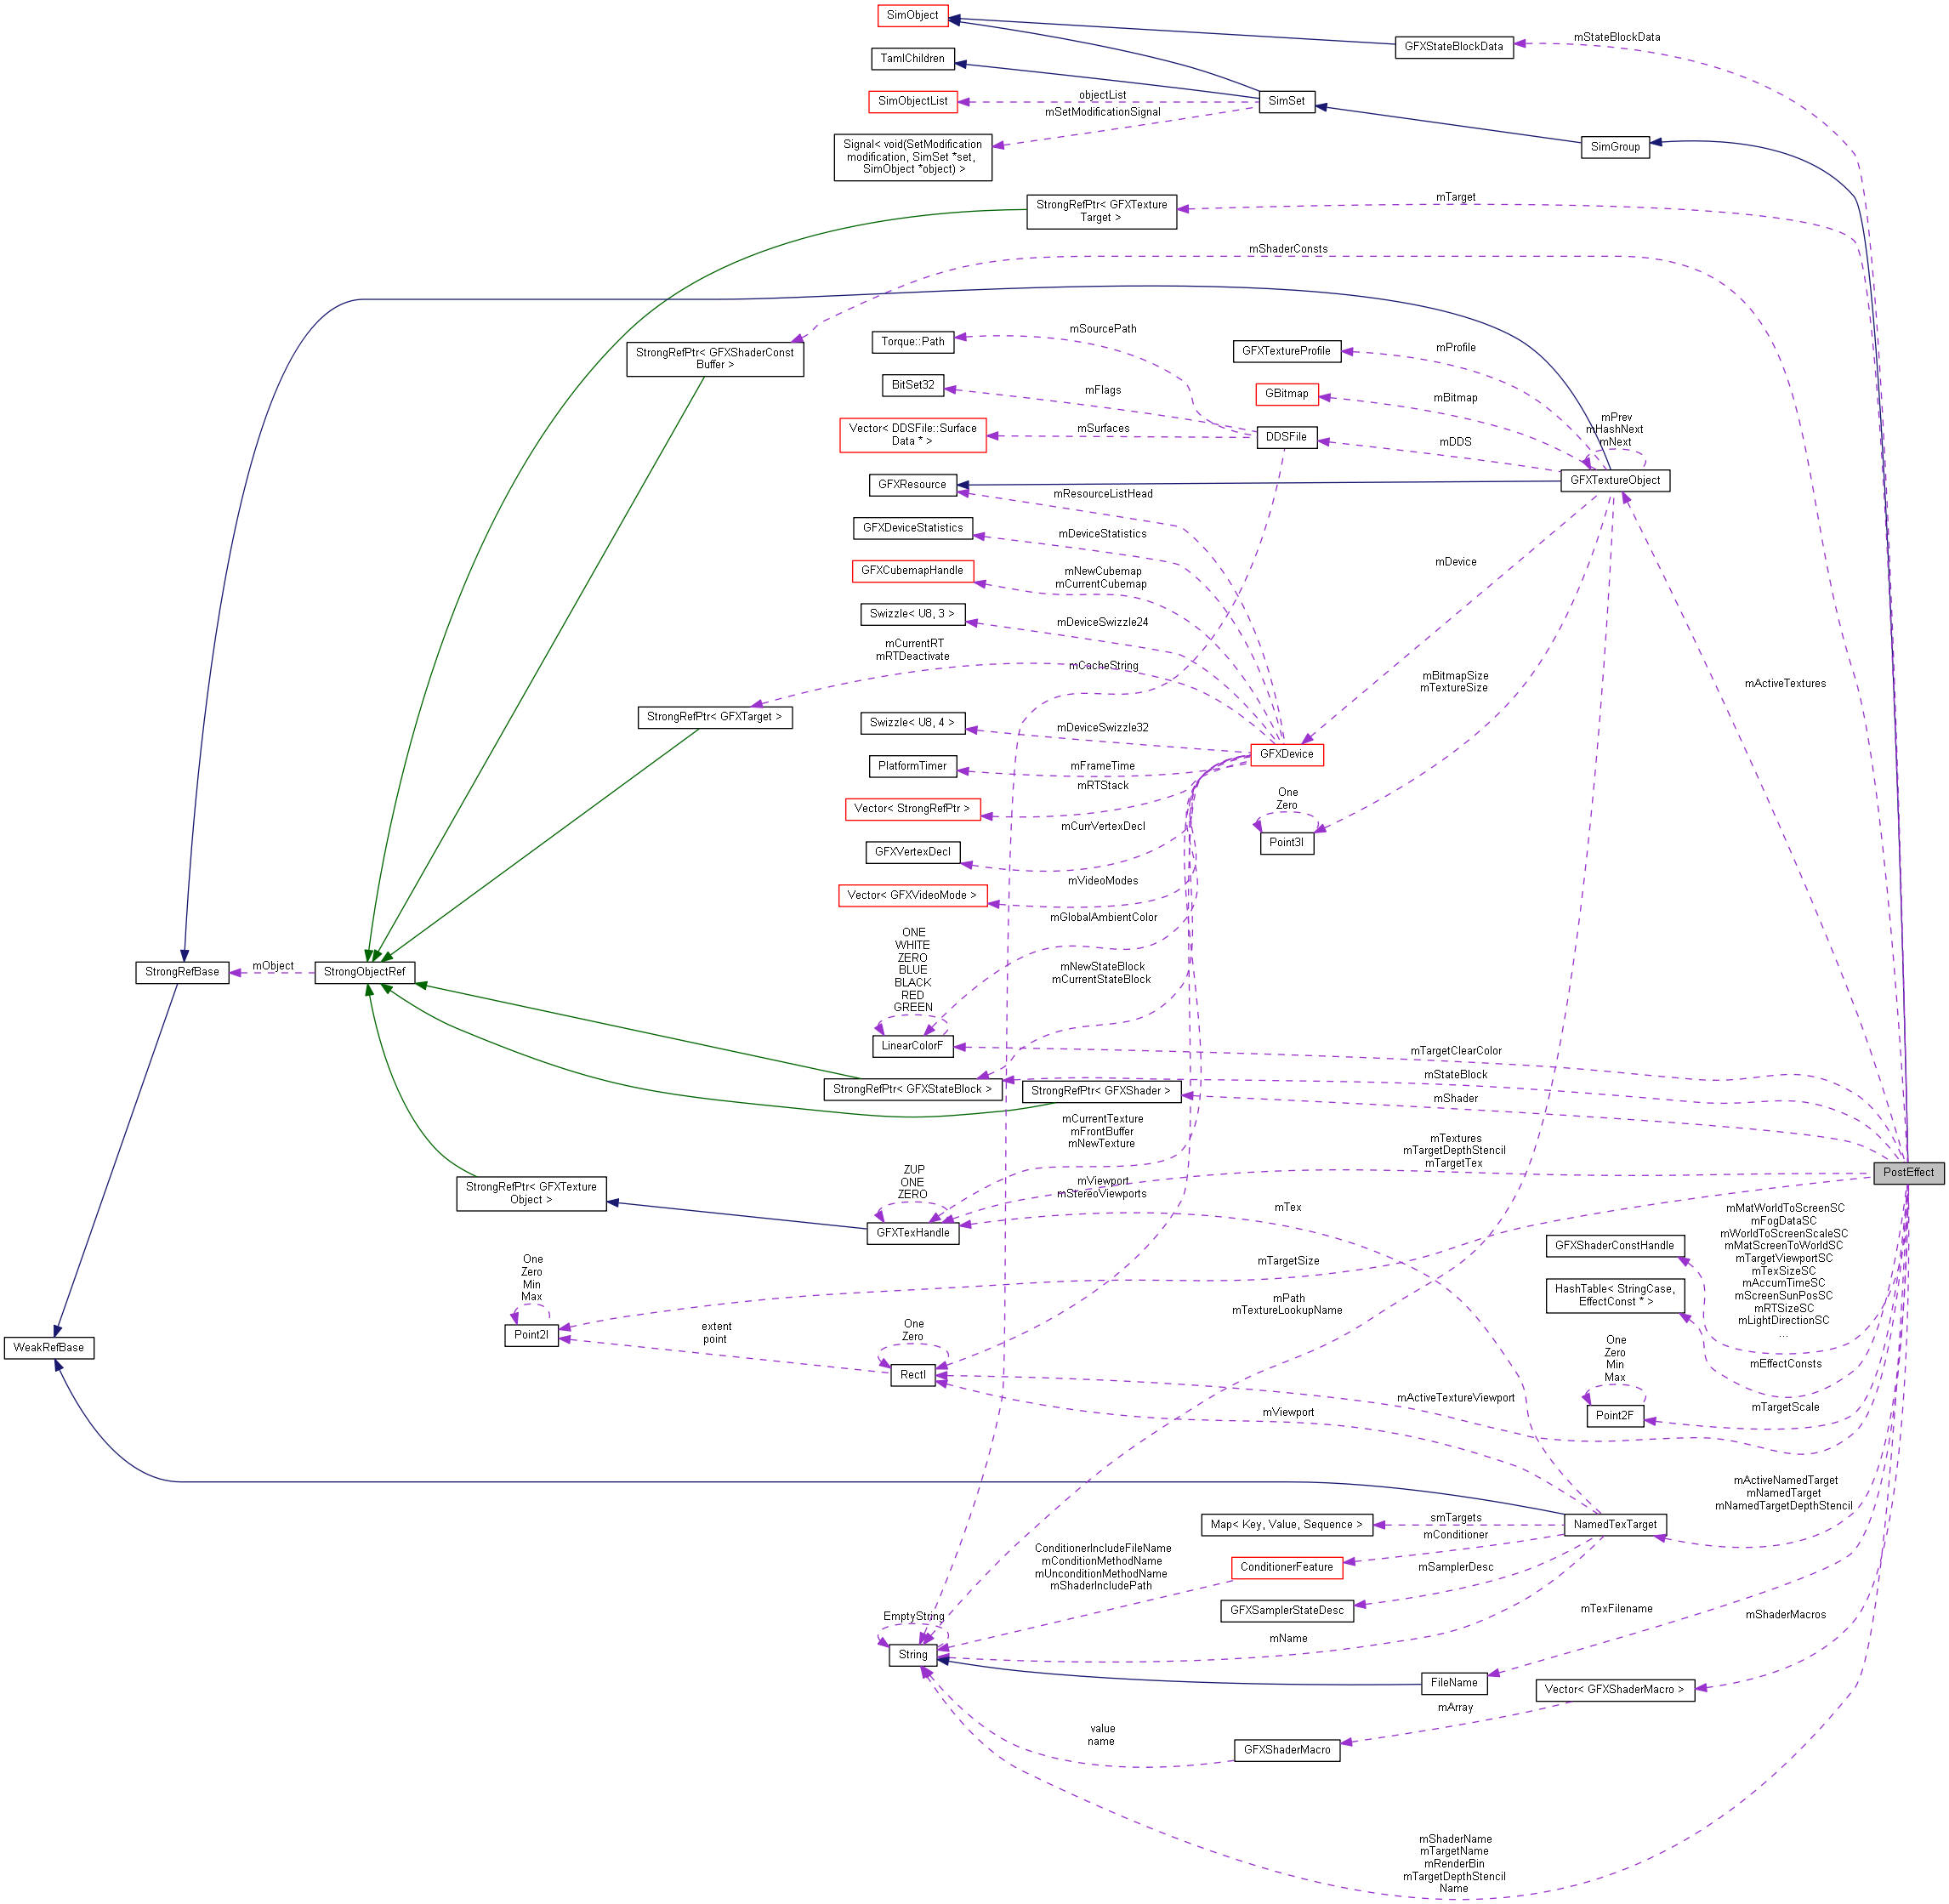 SimObject
mStateBlockData
GFXStateBlockData
TamlChildren
SimObjectList
objectList
SimSet
mSetModificationSignal
Signal< void(SetModification
modification, SimSet *set,
SimObject *object) >
SimGroup
StrongRefPtr< GFXTexture
Target >
mTarget
mShaderConsts
StrongRefPtr< GFXShaderConst
Buffer >
Torque::Path
mSourcePath
GFXTextureProfile
mProfile
BitSet32
mFlags
GBitmap
mBitmap
Vector< DDSFile::Surface
Data * >
mSurfaces
DDSFile
mDDS
mPrev
mHashNext
mNext
GFXTextureObject
GFXResource
mResourceListHead
GFXDeviceStatistics
mDeviceStatistics
GFXCubemapHandle
mNewCubemap
mCurrentCubemap
mDevice
Swizzle< U8, 3 >
mDeviceSwizzle24
mCurrentRT
mRTDeactivate
mCacheString
mBitmapSize
mTextureSize
mActiveTextures
StrongRefPtr< GFXTarget >
Swizzle< U8, 4 >
mDeviceSwizzle32
GFXDevice
PlatformTimer
mFrameTime
Vector< StrongRefPtr >
mRTStack
One
Zero
Point3I
GFXVertexDecl
mCurrVertexDecl
Vector< GFXVideoMode >
mVideoModes
mGlobalAmbientColor
ONE
WHITE
ZERO
BLUE
BLACK
RED
GREEN
LinearColorF
StrongRefBase
mObject
StrongObjectRef
mNewStateBlock
mCurrentStateBlock
mTargetClearColor
StrongRefPtr< GFXStateBlock >
mStateBlock
StrongRefPtr< GFXShader >
mShader
mCurrentTexture
mFrontBuffer
mNewTexture
mTextures
mTargetDepthStencil
mTargetTex
PostEffect
StrongRefPtr< GFXTexture
Object >
ZUP
ONE
ZERO
GFXTexHandle
mViewport
mStereoViewports
mTex
mMatWorldToScreenSC
mFogDataSC
mWorldToScreenScaleSC
mMatScreenToWorldSC
mTargetViewportSC
mTexSizeSC
mAccumTimeSC
mScreenSunPosSC
mRTSizeSC
mLightDirectionSC
...
GFXShaderConstHandle
HashTable< StringCase,
EffectConst * >
mEffectConsts
mTargetSize
mPath
mTextureLookupName
One
Zero
Min
Max
Point2I
extent
point
One
Zero
RectI
WeakRefBase
mActiveTextureViewport
mViewport
One
Zero
Min
Max
Point2F
mTargetScale
mActiveNamedTarget
mNamedTarget
mNamedTargetDepthStencil
Map< Key, Value, Sequence >
smTargets
NamedTexTarget
mConditioner
ConditionerFeature
ConditionerIncludeFileName
mConditionMethodName
mUnconditionMethodName
mShaderIncludePath
mSamplerDesc
GFXSamplerStateDesc
mTexFilename
mShaderMacros
EmptyString
String
mName
FileName
Vector< GFXShaderMacro >
mArray
value
name
GFXShaderMacro
mShaderName
mTargetName
mRenderBin
mTargetDepthStencil
Name